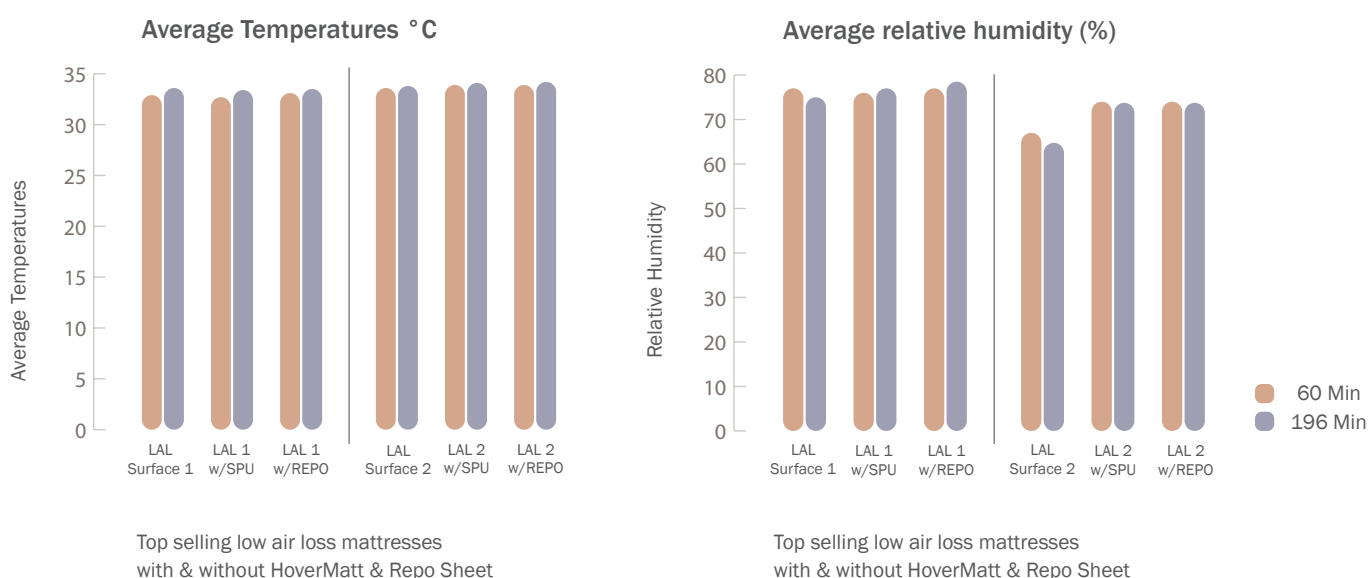 Average Temperatures °C
35
30
25
20
15
10
5
0
Average Temperatures
LAL
Surface 1
LAL 1
w/SPU
LAL 1
w/REPO
LAL
Surface 2
LAL 2
w/SPU
LAL 2
w/REPO
Top selling low air loss mattresses
with & without HoverMatt & Repo Sheet
Average relative humidity (%)
80
70
60
50
40
30
20
10
0
Relative Humidity
LAL
Surface 1
LAL 1
w/SPU
LAL 1
w/REPO
LAL
Surface 2
LAL 2
w/SPU
LAL 2
w/REPO
Top selling low air loss mattresses
with & without HoverMatt & Repo Sheet
60 Min
196 Min